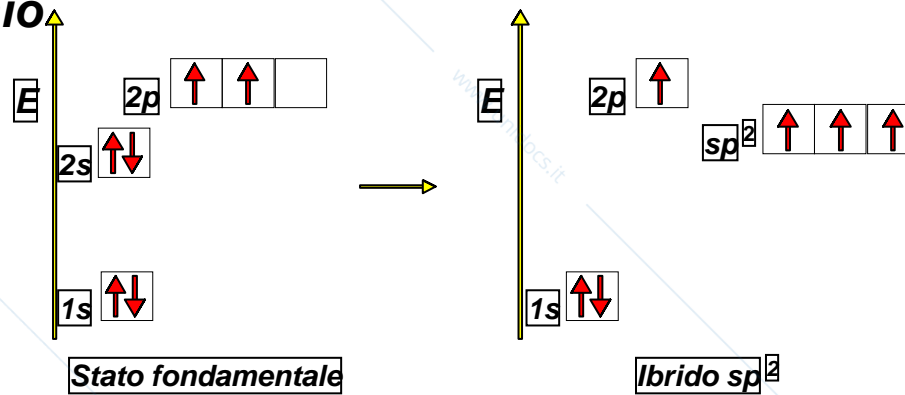 IO
E
2p
2s
1s
Stato fondamentale
E
2p
sp2
1s
Ibrido sp2